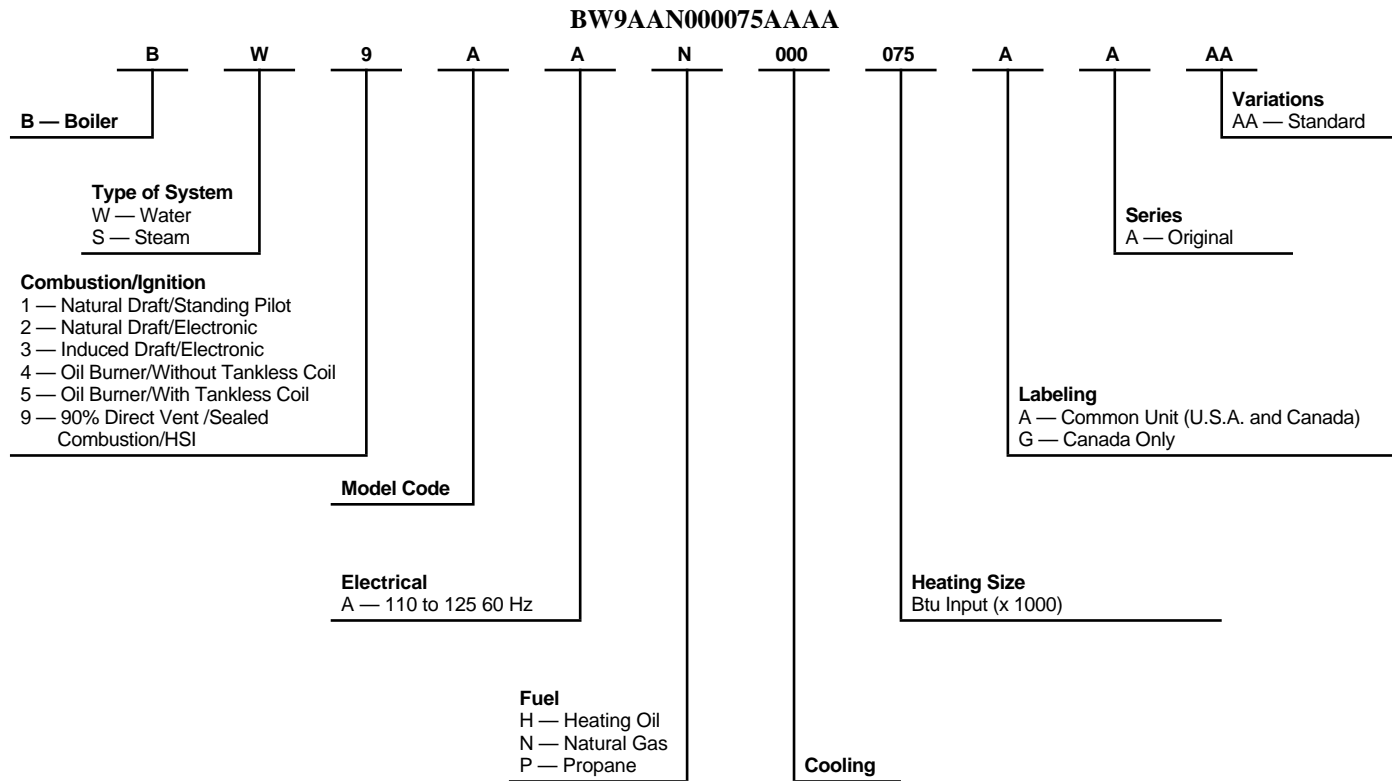 BW9AAN000075AAAA
B W 9 A A N 000 075 A A AA
B — Boiler
Variations
AA — Standard
Type of System
W — Water
S — Steam
Series
A — Original
Combustion/Ignition
1 — Natural Draft/Standing Pilot
2 — Natural Draft/Electronic
3 — Induced Draft/Electronic
4 — Oil Burner/Without Tankless Coil
5 — Oil Burner/With Tankless Coil
9 — 90% Direct Vent /Sealed
Combustion/HSI
Labeling
A — Common Unit (U.S.A. and Canada)
G — Canada Only
Model Code
Electrical
A — 110 to 125 60 Hz
Heating Size
Btu Input (x 1000)
Fuel
H — Heating Oil
N — Natural Gas
P — Propane
Cooling